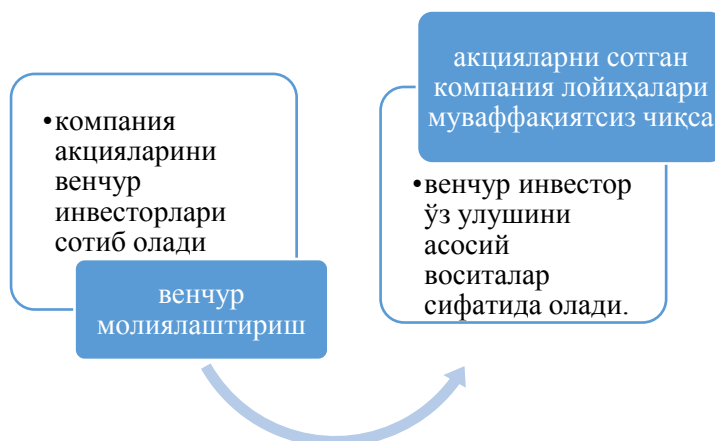 •компания
акцияларини
венчур
инвесторлари
сотиб олади
венчур
молиялаштириш
акцияларни сотган
компания лойиҳалари
муваффақиятсиз чиқса
•венчур инвестор
ўз улушини
асосий
воситалар
сифатида олади.